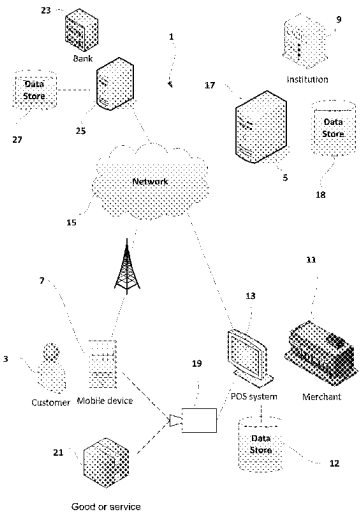 23
Bank
1
9
Institution
Data
Store
27
25
17
5
Data
Store
18
Network
15
7
11
13
3
19
Customer
Mobile device
POS system
Merchant
21
Data
Store
12
Good or service